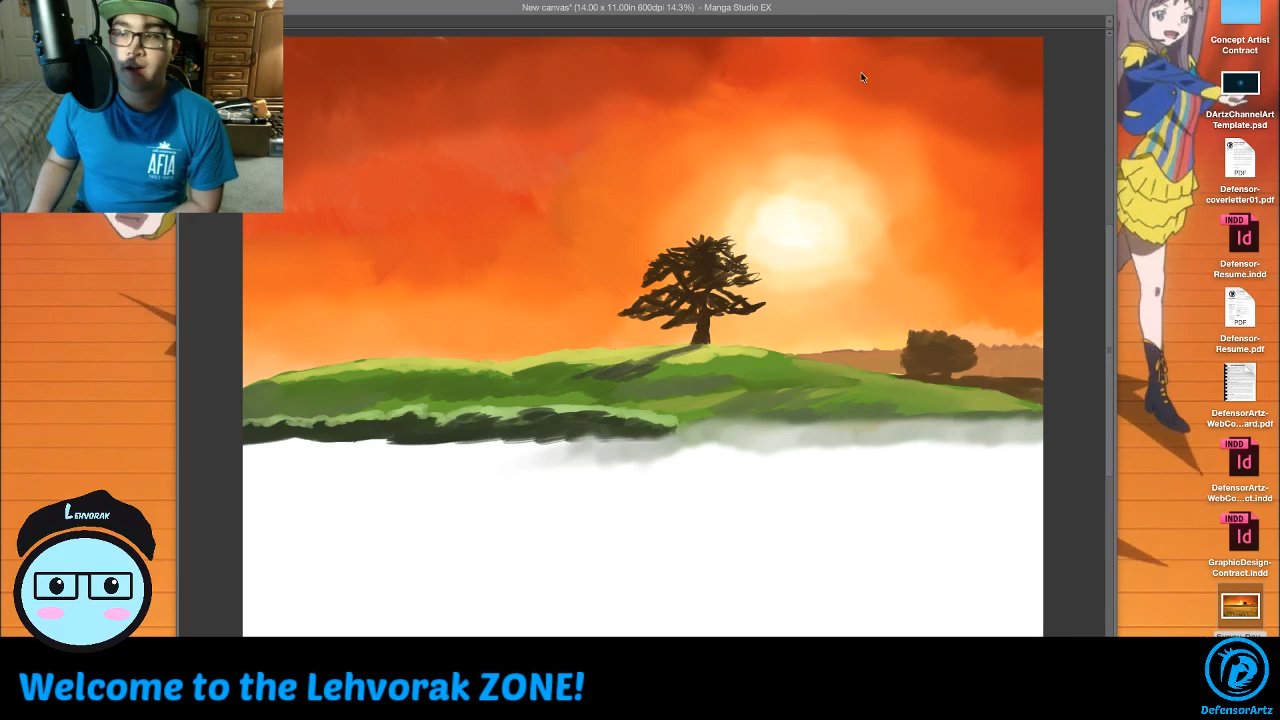 New canvas* (14.00 x 11.00in 600dpi 14.3%) - Manga Studio EX
Concept Artist
Contract
DArtzChannelArt
Template.psd
PDF
Defensor-
coverletter01.pdf
INDD
Id
Defensor-
Resume.indd
PDF
Defensor-
Resume.pdf
DefensorArtz-
WebCo...ard.pdf
INDD
Id
DefensorArtz-
WebCo...ct.indd
INDD
Id
GraphicDesign-
Contract.indd
AFIA
LEHVORAK
Welcome to the Lehvorak ZONE!
DefensorArtz